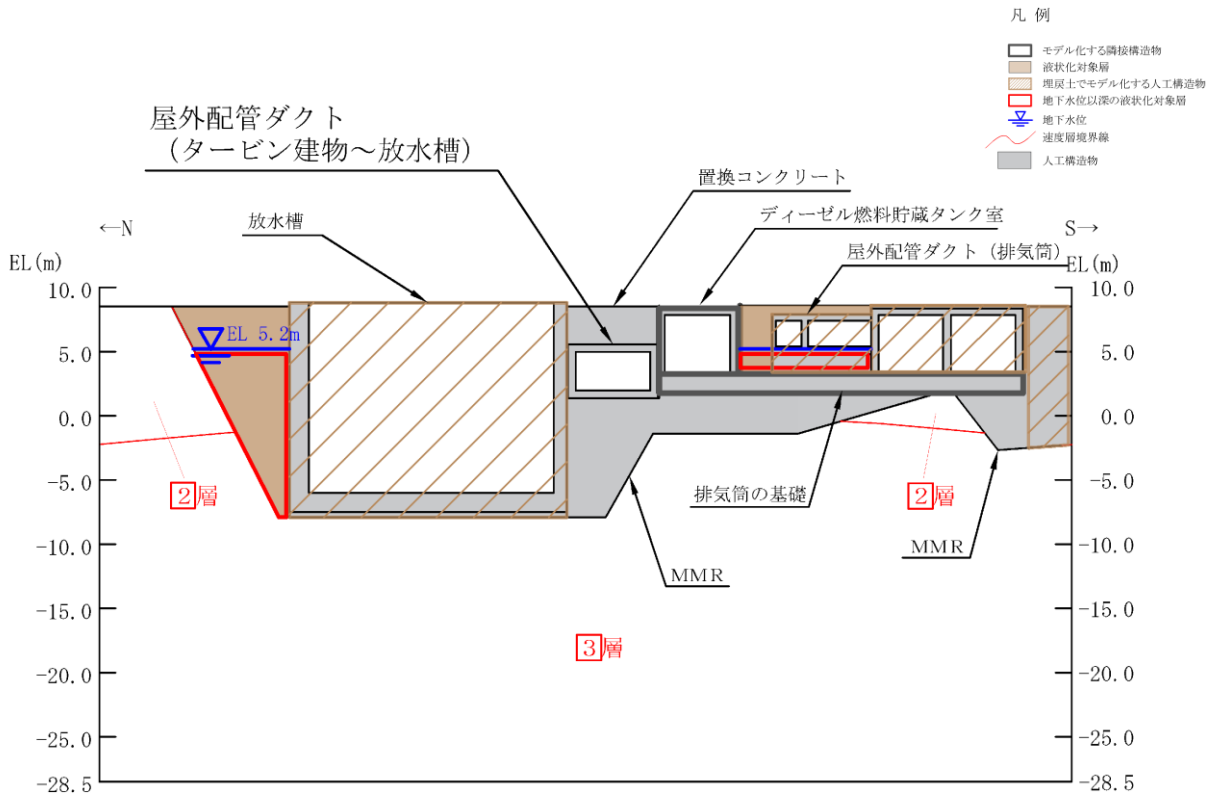 凡 例
モデル化する隣接構造物
液状化対象層
埋戻土でモデル化する人工構造物
地下水位以深の液状化対象層
地下水位
速度層境界線
人工構造物
屋外配管ダクト
（タービン建物～放水槽）
置換コンクリート
ディーゼル燃料貯蔵タンク室
放水槽
屋外配管ダクト（排気筒）
←N
S→
EL(m)
EL(m)
10.0
5.0
0.0
-5.0
-10.0
-15.0
-20.0
-25.0
-28.5
EL 5.2m
2層
排気筒の基礎
2層
MMR
MMR
3層
10.0
5.0
0.0
-5.0
-10.0
-15.0
-20.0
-25.0
-28.5